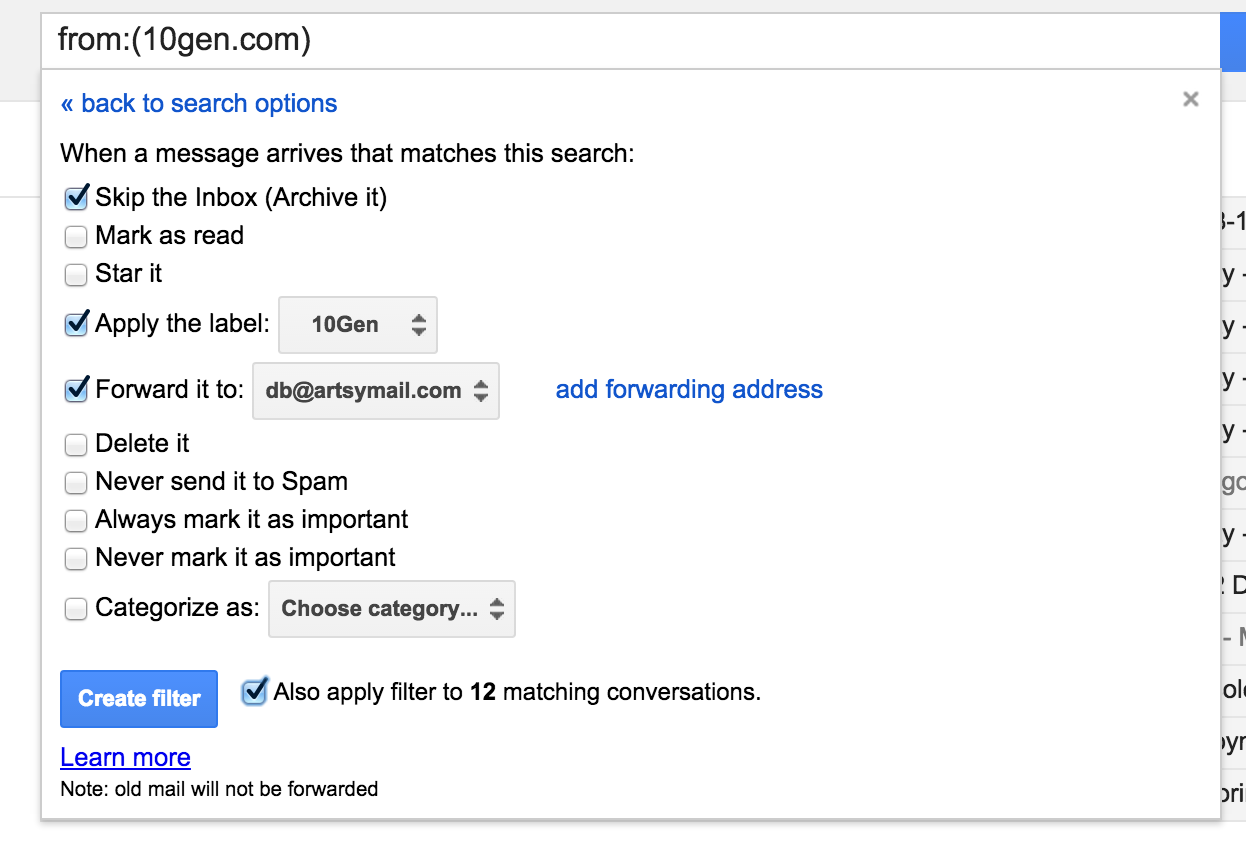 from:(10gen.com)
« back to search options
×
When a message arrives that matches this search:
Skip the Inbox (Archive it)
Mark as read
Star it
Apply the label: 10Gen
Forward it to: db@artsymail.com add forwarding address
Delete it
Never send it to Spam
Always mark it as important
Never mark it as important
Categorize as: Choose category...
Create filter Also apply filter to 12 matching conversations.
Learn more
Note: old mail will not be forwarded